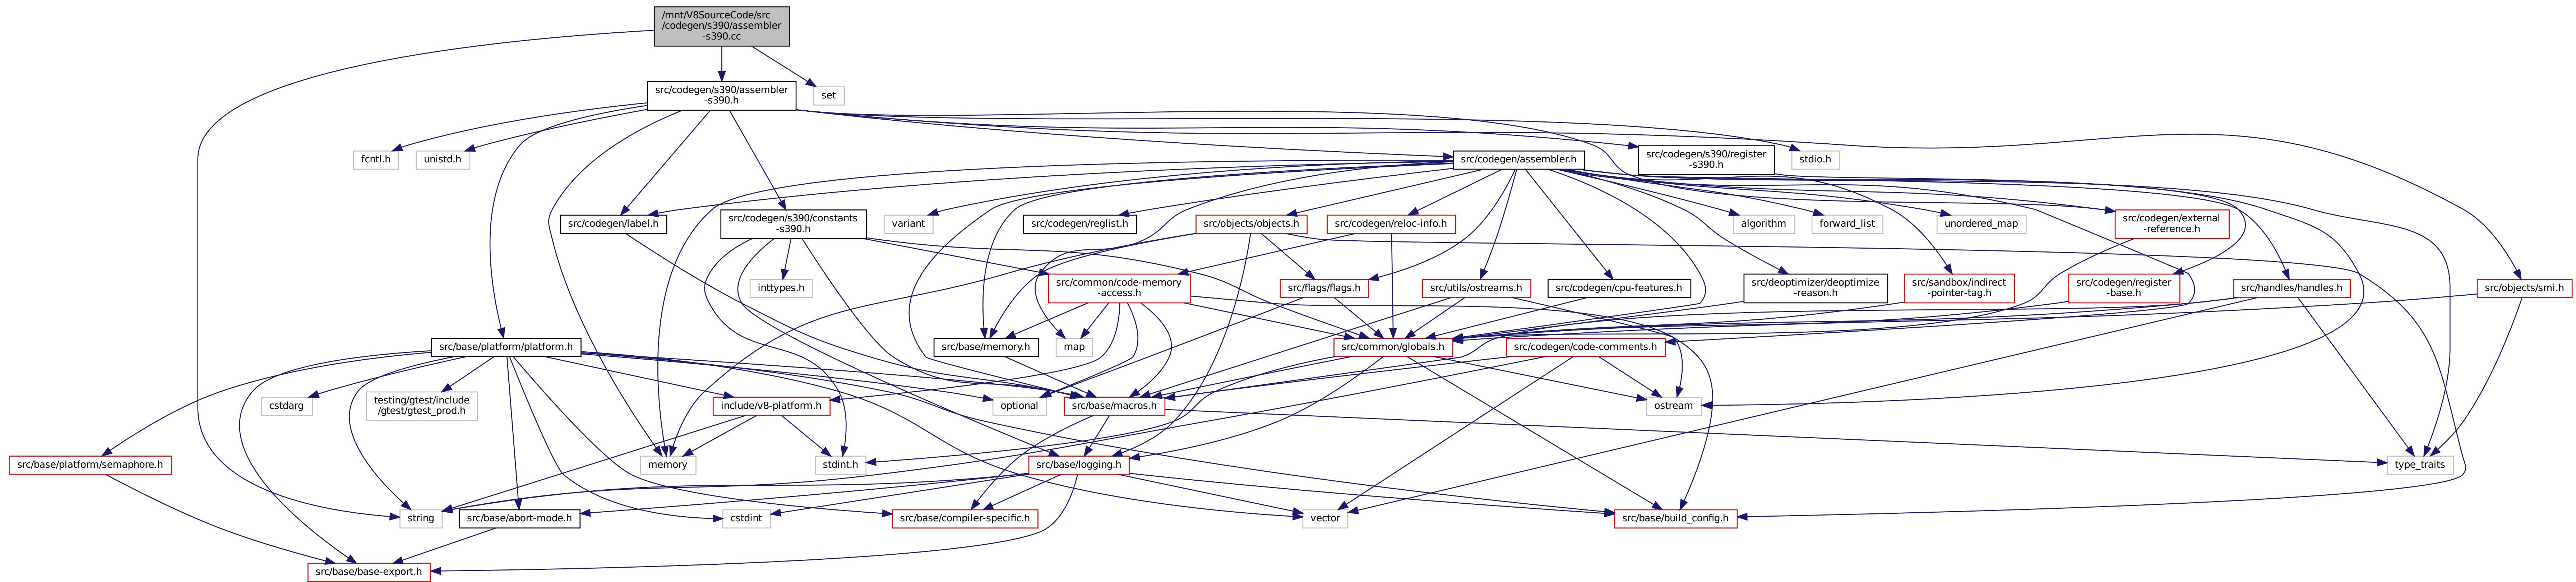 /mnt/V8SourceCode/src
/codegen/s390/assembler
-s390.cc
src/codegen/s390/assembler
-s390.h
set
fcntl.h
unistd.h
src/codegen/assembler.h
src/codegen/s390/register
-s390.h
stdio.h
src/codegen/label.h
src/codegen/s390/constants
-s390.h
variant
src/codegen/reglist.h
src/objects/objects.h
src/codegen/reloc-info.h
algorithm
forward_list
unordered_map
src/codegen/external
-reference.h
inttypes.h
src/common/code-memory
-access.h
src/flags/flags.h
src/utils/ostreams.h
src/codegen/cpu-features.h
src/deoptimizer/deoptimize
-reason.h
src/sandbox/indirect
-pointer-tag.h
src/codegen/register
-base.h
src/handles/handles.h
src/objects/smi.h
src/base/platform/platform.h
src/base/memory.h
map
src/common/globals.h
src/codegen/code-comments.h
cstdarg
testing/gtest/include
/gtest/gtest_prod.h
include/v8-platform.h
optional
src/base/macros.h
ostream
src/base/platform/semaphore.h
memory
stdint.h
src/base/logging.h
type_traits
string
src/base/abort-mode.h
cstdint
src/base/compiler-specific.h
vector
src/base/build_config.h
src/base/base-export.h